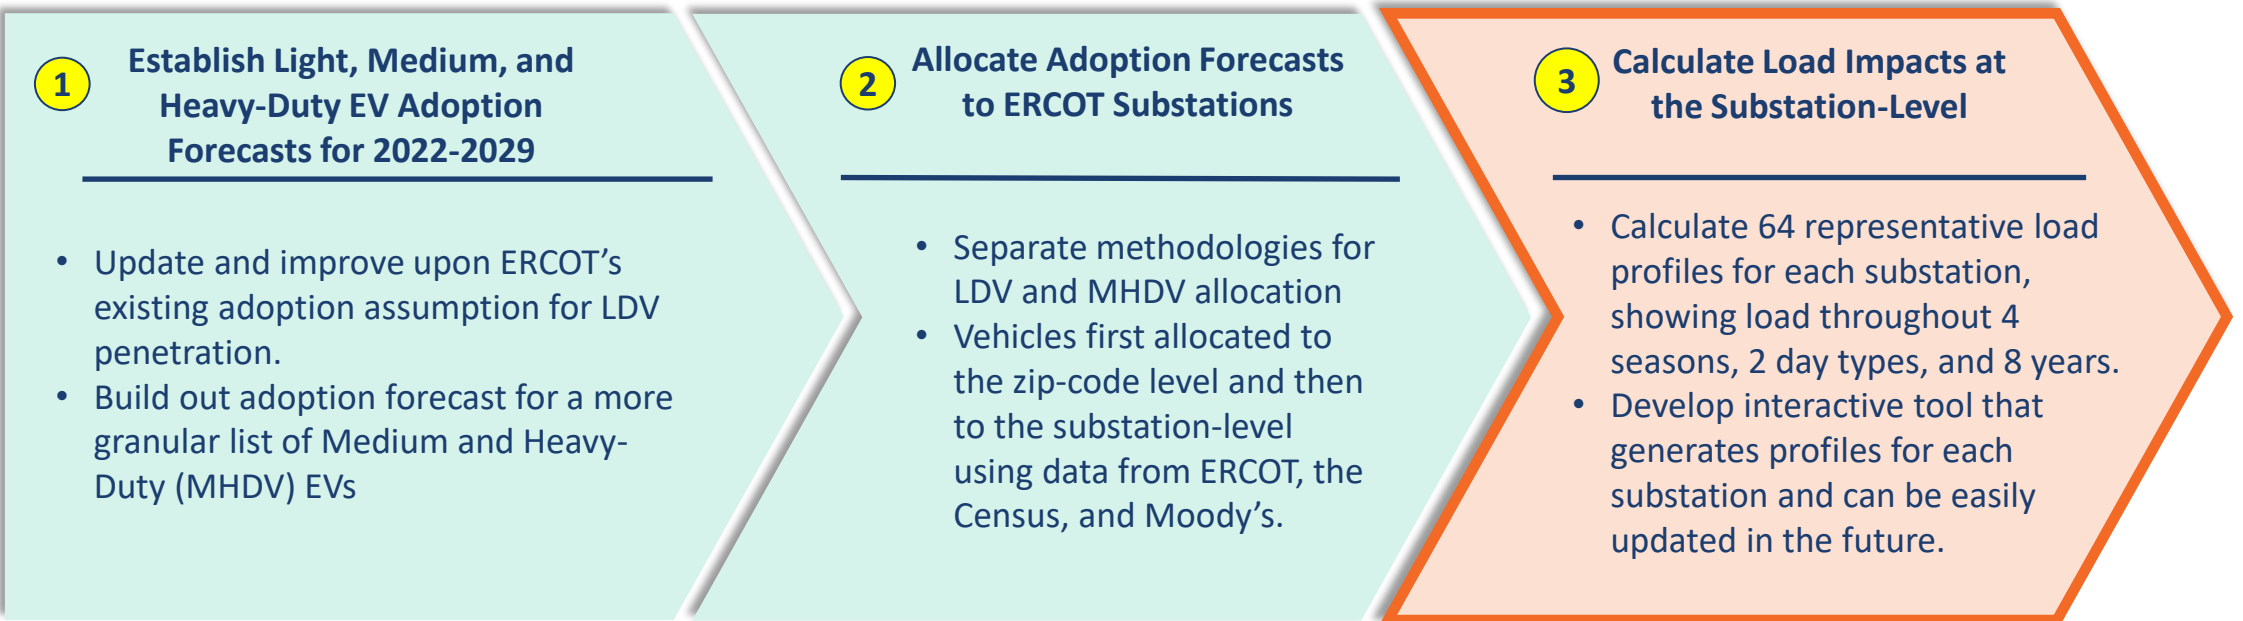 1
Establish Light, Medium, and
Heavy-Duty EV Adoption
Forecasts for 2022-2029
• Update and improve upon ERCOT's
existing adoption assumption for LDV
penetration.
• Build out adoption forecast for a more
granular list of Medium and Heavy-
Duty (MHDV) EVs
2
Allocate Adoption Forecasts
to ERCOT Substations
• Separate methodologies for
LDV and MHDV allocation
• Vehicles first allocated to
the zip-code level and then
to the substation-level
using data from ERCOT, the
Census, and Moody's.
3
Calculate Load Impacts at
the Substation-Level
• Calculate 64 representative load
profiles for each substation,
showing load throughout 4
seasons, 2 day types, and 8 years.
• Develop interactive tool that
generates profiles for each
substation and can be easily
updated in the future.